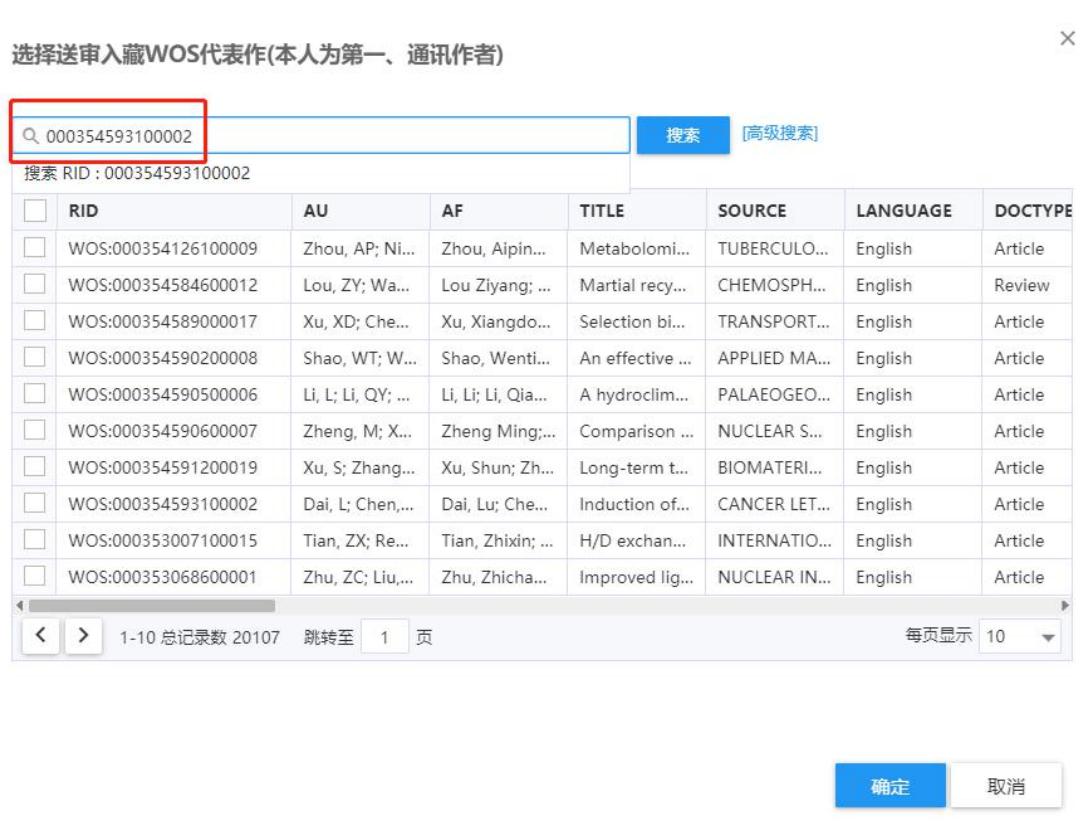 选择送审入藏WOS代表作(本人为第一、通讯作者)
000354593100002 搜索 [高级搜索]
搜索 RID : 000354593100002
RID AU AF TITLE SOURCE LANGUAGE DOCTYPE
WOS:000354126100009 Zhou, AP; Ni... Zhou, Aipin... Metabolomi... TUBERCULO... English Article
WOS:000354584600012 Lou, ZY; Wa... Lou Ziyang; ... Martial recy... CHEMOSPH... English Review
WOS:000354589000017 Xu, XD; Che... Xu, Xiangdo... Selection bi... TRANSPORT... English Article
WOS:000354590200008 Shao, WT; W... Shao, Wenti... An effective ... APPLIED MA... English Article
WOS:000354590500006 Li, L; Li, QY; ... Li, Li; Li, Qia... A hydroclim... PALAEOGEO... English Article
WOS:000354590600007 Zheng, M; X... Zheng Ming;... Comparison ... NUCLEAR S... English Article
WOS:000354591200019 Xu, S; Zhang... Xu, Shun; Zh... Long-term t... BIOMATERI... English Article
WOS:000354593100002 Dai, L; Chen,... Dai, Lu; Che... Induction of... CANCER LET... English Article
WOS:000353007100015 Tian, ZX; Re... Tian, Zhixin; ... H/D exchan... INTERNATIO... English Article
WOS:000353068600001 Zhu, ZC; Liu,... Zhu, Zhicha... Improved lig... NUCLEAR IN... English Article
1-10 总记录数 20107 跳转至 1 页 每页显示 10
确定 取消